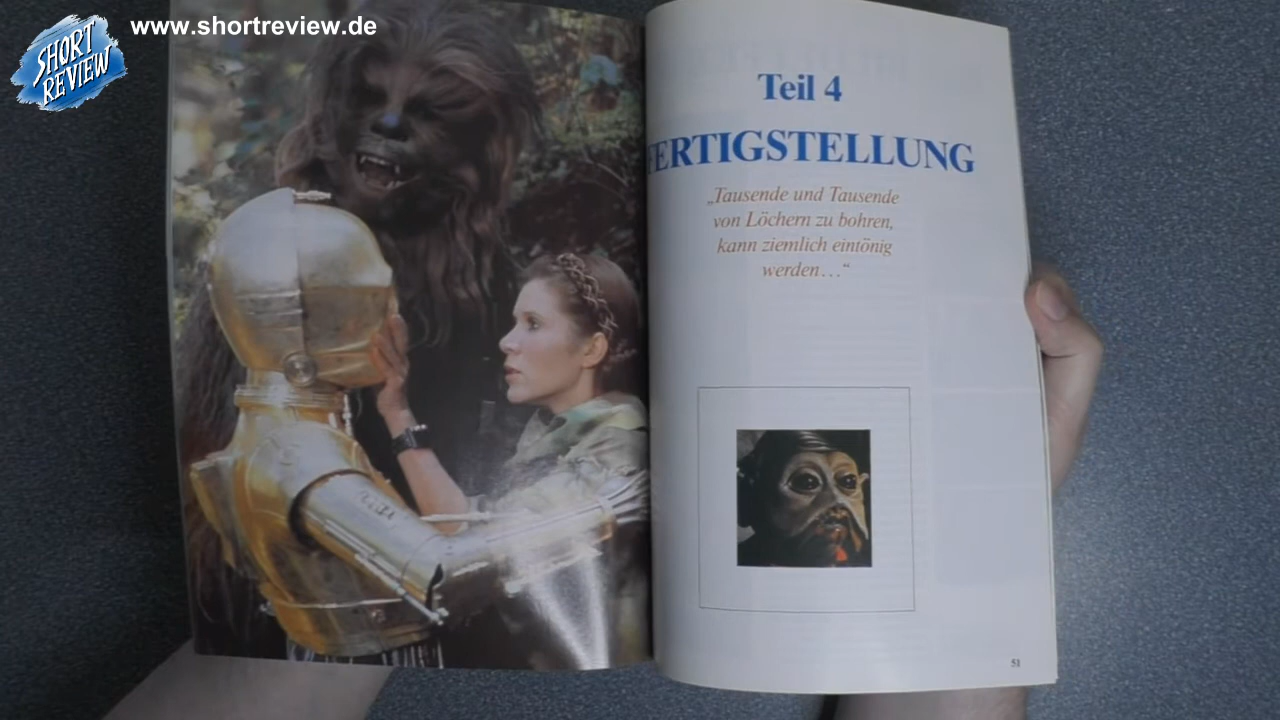 SHORT
REVIEW
www.shortreview.de
Teil 4
FERTIGSTELLUNG
„Tausende und Tausende
von Löchern zu bohren,
kann ziemlich eintönig
werden…“
51